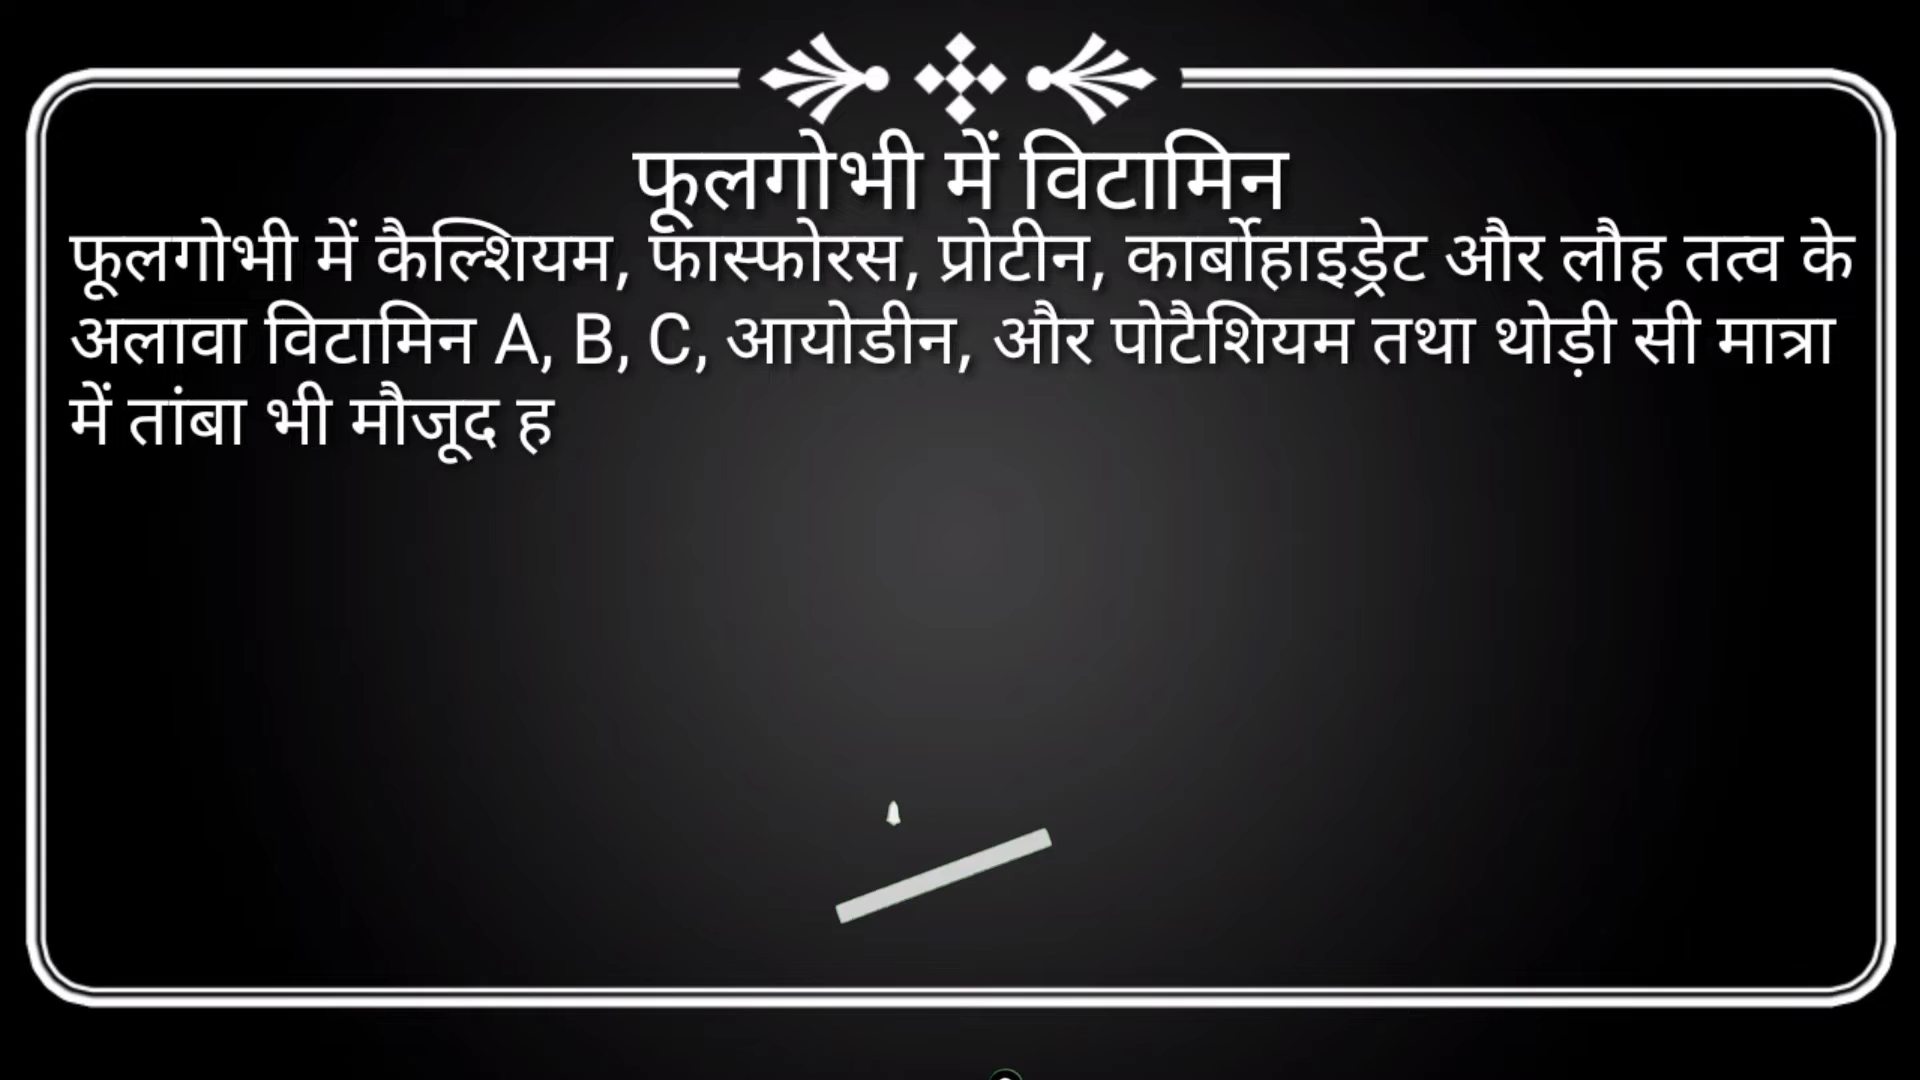 फूलगोभी में विटामिन
फूलगोभी में कैल्शियम, फास्फोरस, प्रोटीन, कार्बोहाइड्रेट और लौह तत्व के
अलावा विटामिन A, B, C, आयोडीन, और पोटैशियम तथा थोड़ी सी मात्रा
में तांबा भी मौजूद ह